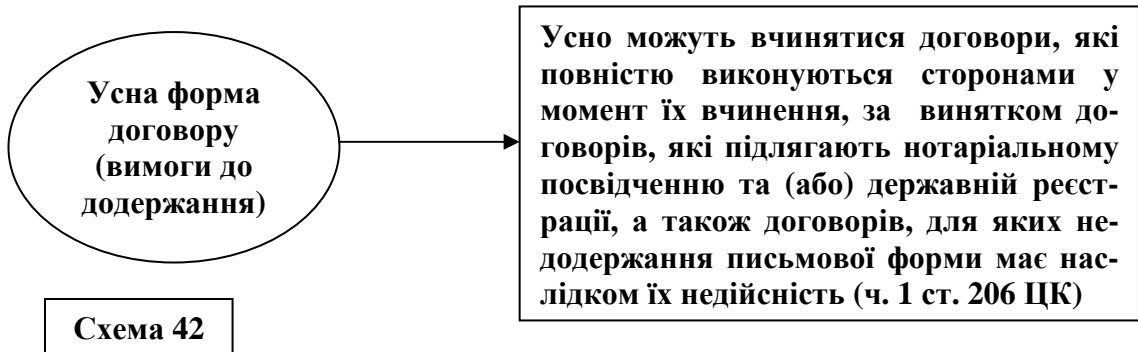 Усна форма
договору
(вимоги до
додержання)
Усно можуть вчинятися договори, які
повністю виконуються сторонами у
момент їх вчинення, за винятком до-
говорів, які підлягають нотаріальному
посвідченню та (або) державній реєст-
рації, а також договорів, для яких не-
додержання письмової форми має нас-
лідком їх недійсність (ч. 1 ст. 206 ЦК)
Схема 42